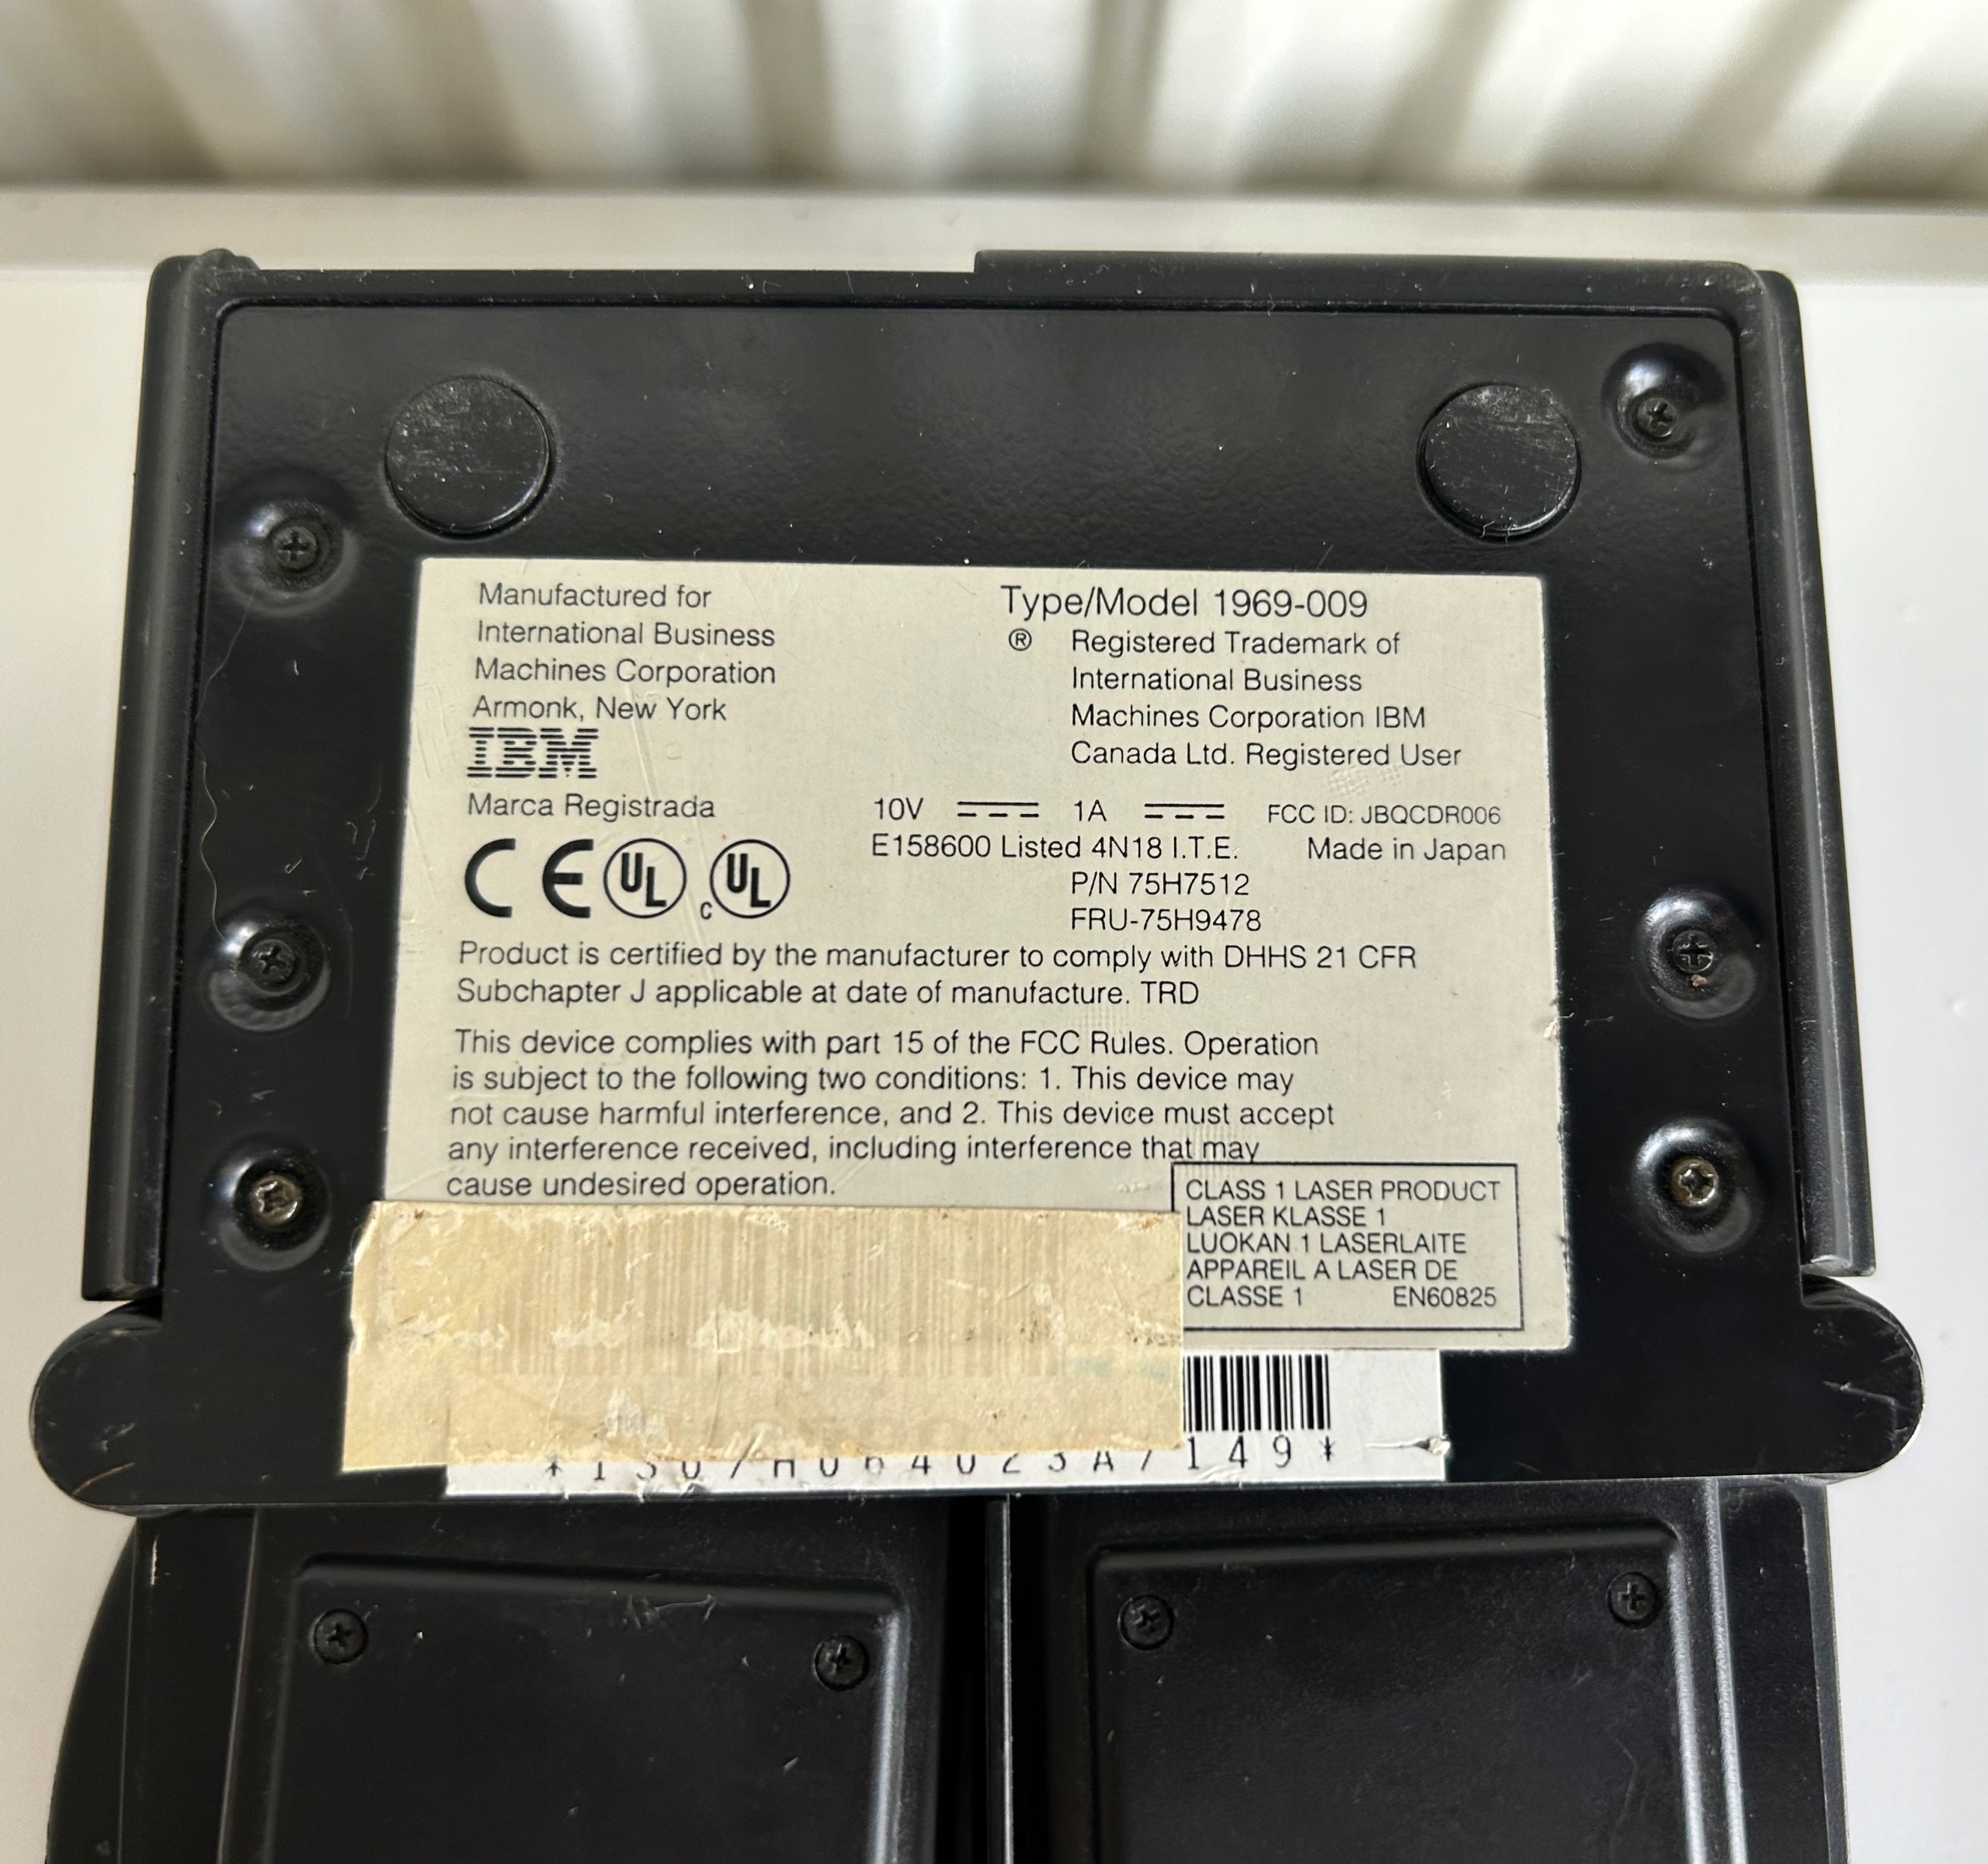 Manufactured for
International Business
Machines Corporation
Armonk, New York
IBM
Marca Registrada
Type/Model 1969-009
® Registered Trademark of
International Business
Machines Corporation IBM
Canada Ltd. Registered User
10V 1A FCC ID: JBQCDR006
E158600 Listed 4N18 I.T.E. Made in Japan
P/N 75H7512
FRU-75H9478
CE UL c UL
Product is certified by the manufacturer to comply with DHHS 21 CFR
Subchapter J applicable at date of manufacture. TRD
This device complies with part 15 of the FCC Rules. Operation
is subject to the following two conditions: 1. This device may
not cause harmful interference, and 2. This device must accept
any interference received, including interference that may
cause undesired operation.
CLASS 1 LASER PRODUCT
LASER KLASSE 1
LUOKAN 1 LASERLAITE
APPAREIL A LASER DE
CLASSE 1 EN60825